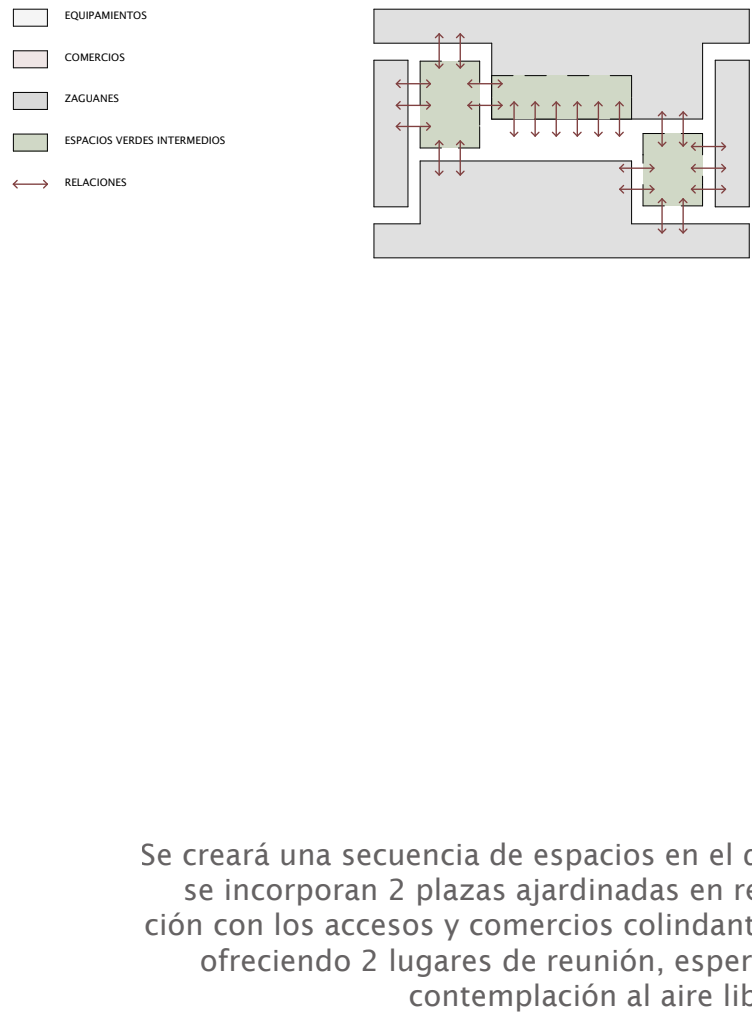 EQUIPAMIENTOS
COMERCIOS
ZAGUANES
ESPACIOS VERDES INTERMEDIOS
RELACIONES
Se creará una secuencia de espacios en el
se incorporan 2 plazas ajardinadas en re
ción con los accesos y comercios colindant
ofreciendo 2 lugares de reunión, esper
contemplación al aire lib